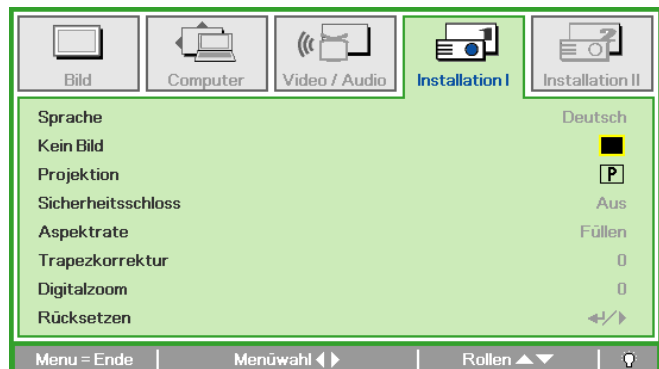 Bild Computer Video / Audio Installation I Installation II
Sprache Deutsch
Kein Bild
Projektion P
Sicherheitsschloss Aus
Aspektrate Füllen
Trapezkorrektur 0
Digitalzoom 0
Rücksetzen
Menu = Ende Menüwahl Rollen